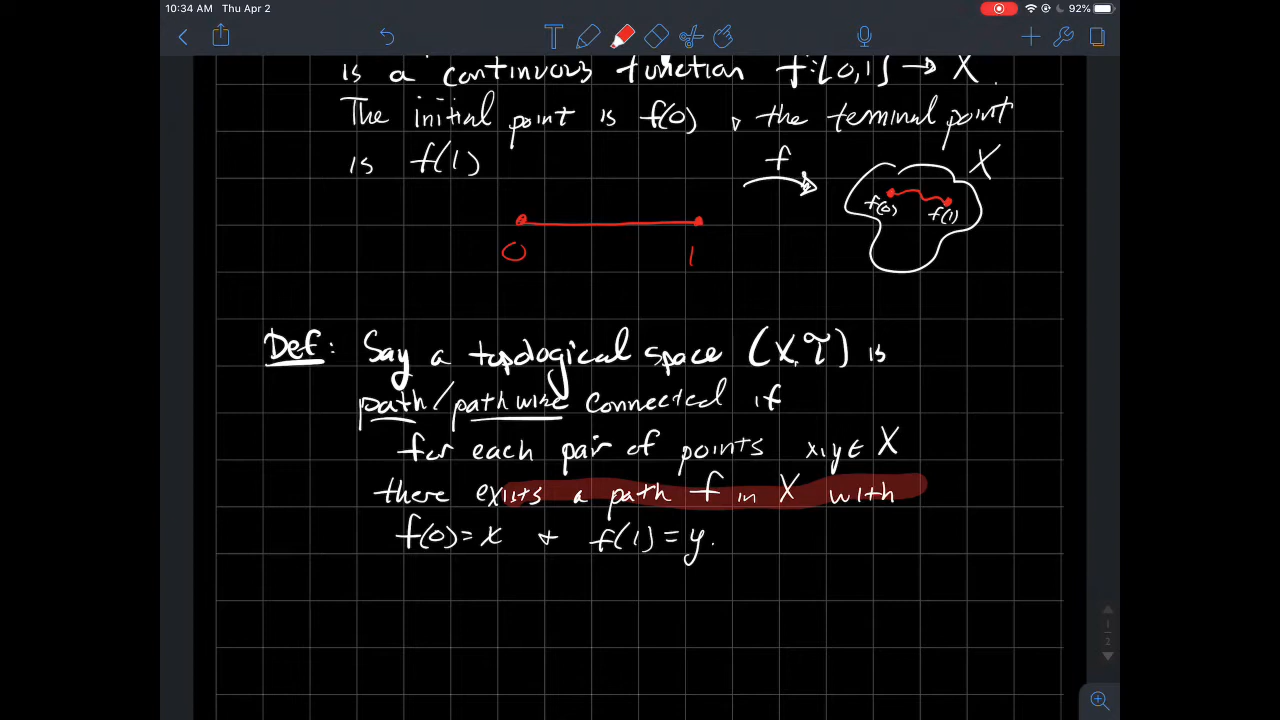 10:34 AM Thu Apr 2
92%
is a continuous function f:[0,1] → X.
The initial point is f(0) & the terminal point
is f(1)
f
X
f(0)
f(1)
0 1
Def: Say a topological space (X,τ) is
path/pathwise connected if
for each pair of points x,y ∈ X
there exists a path f in X with
f(0)=x + f(1)=y.
1
2